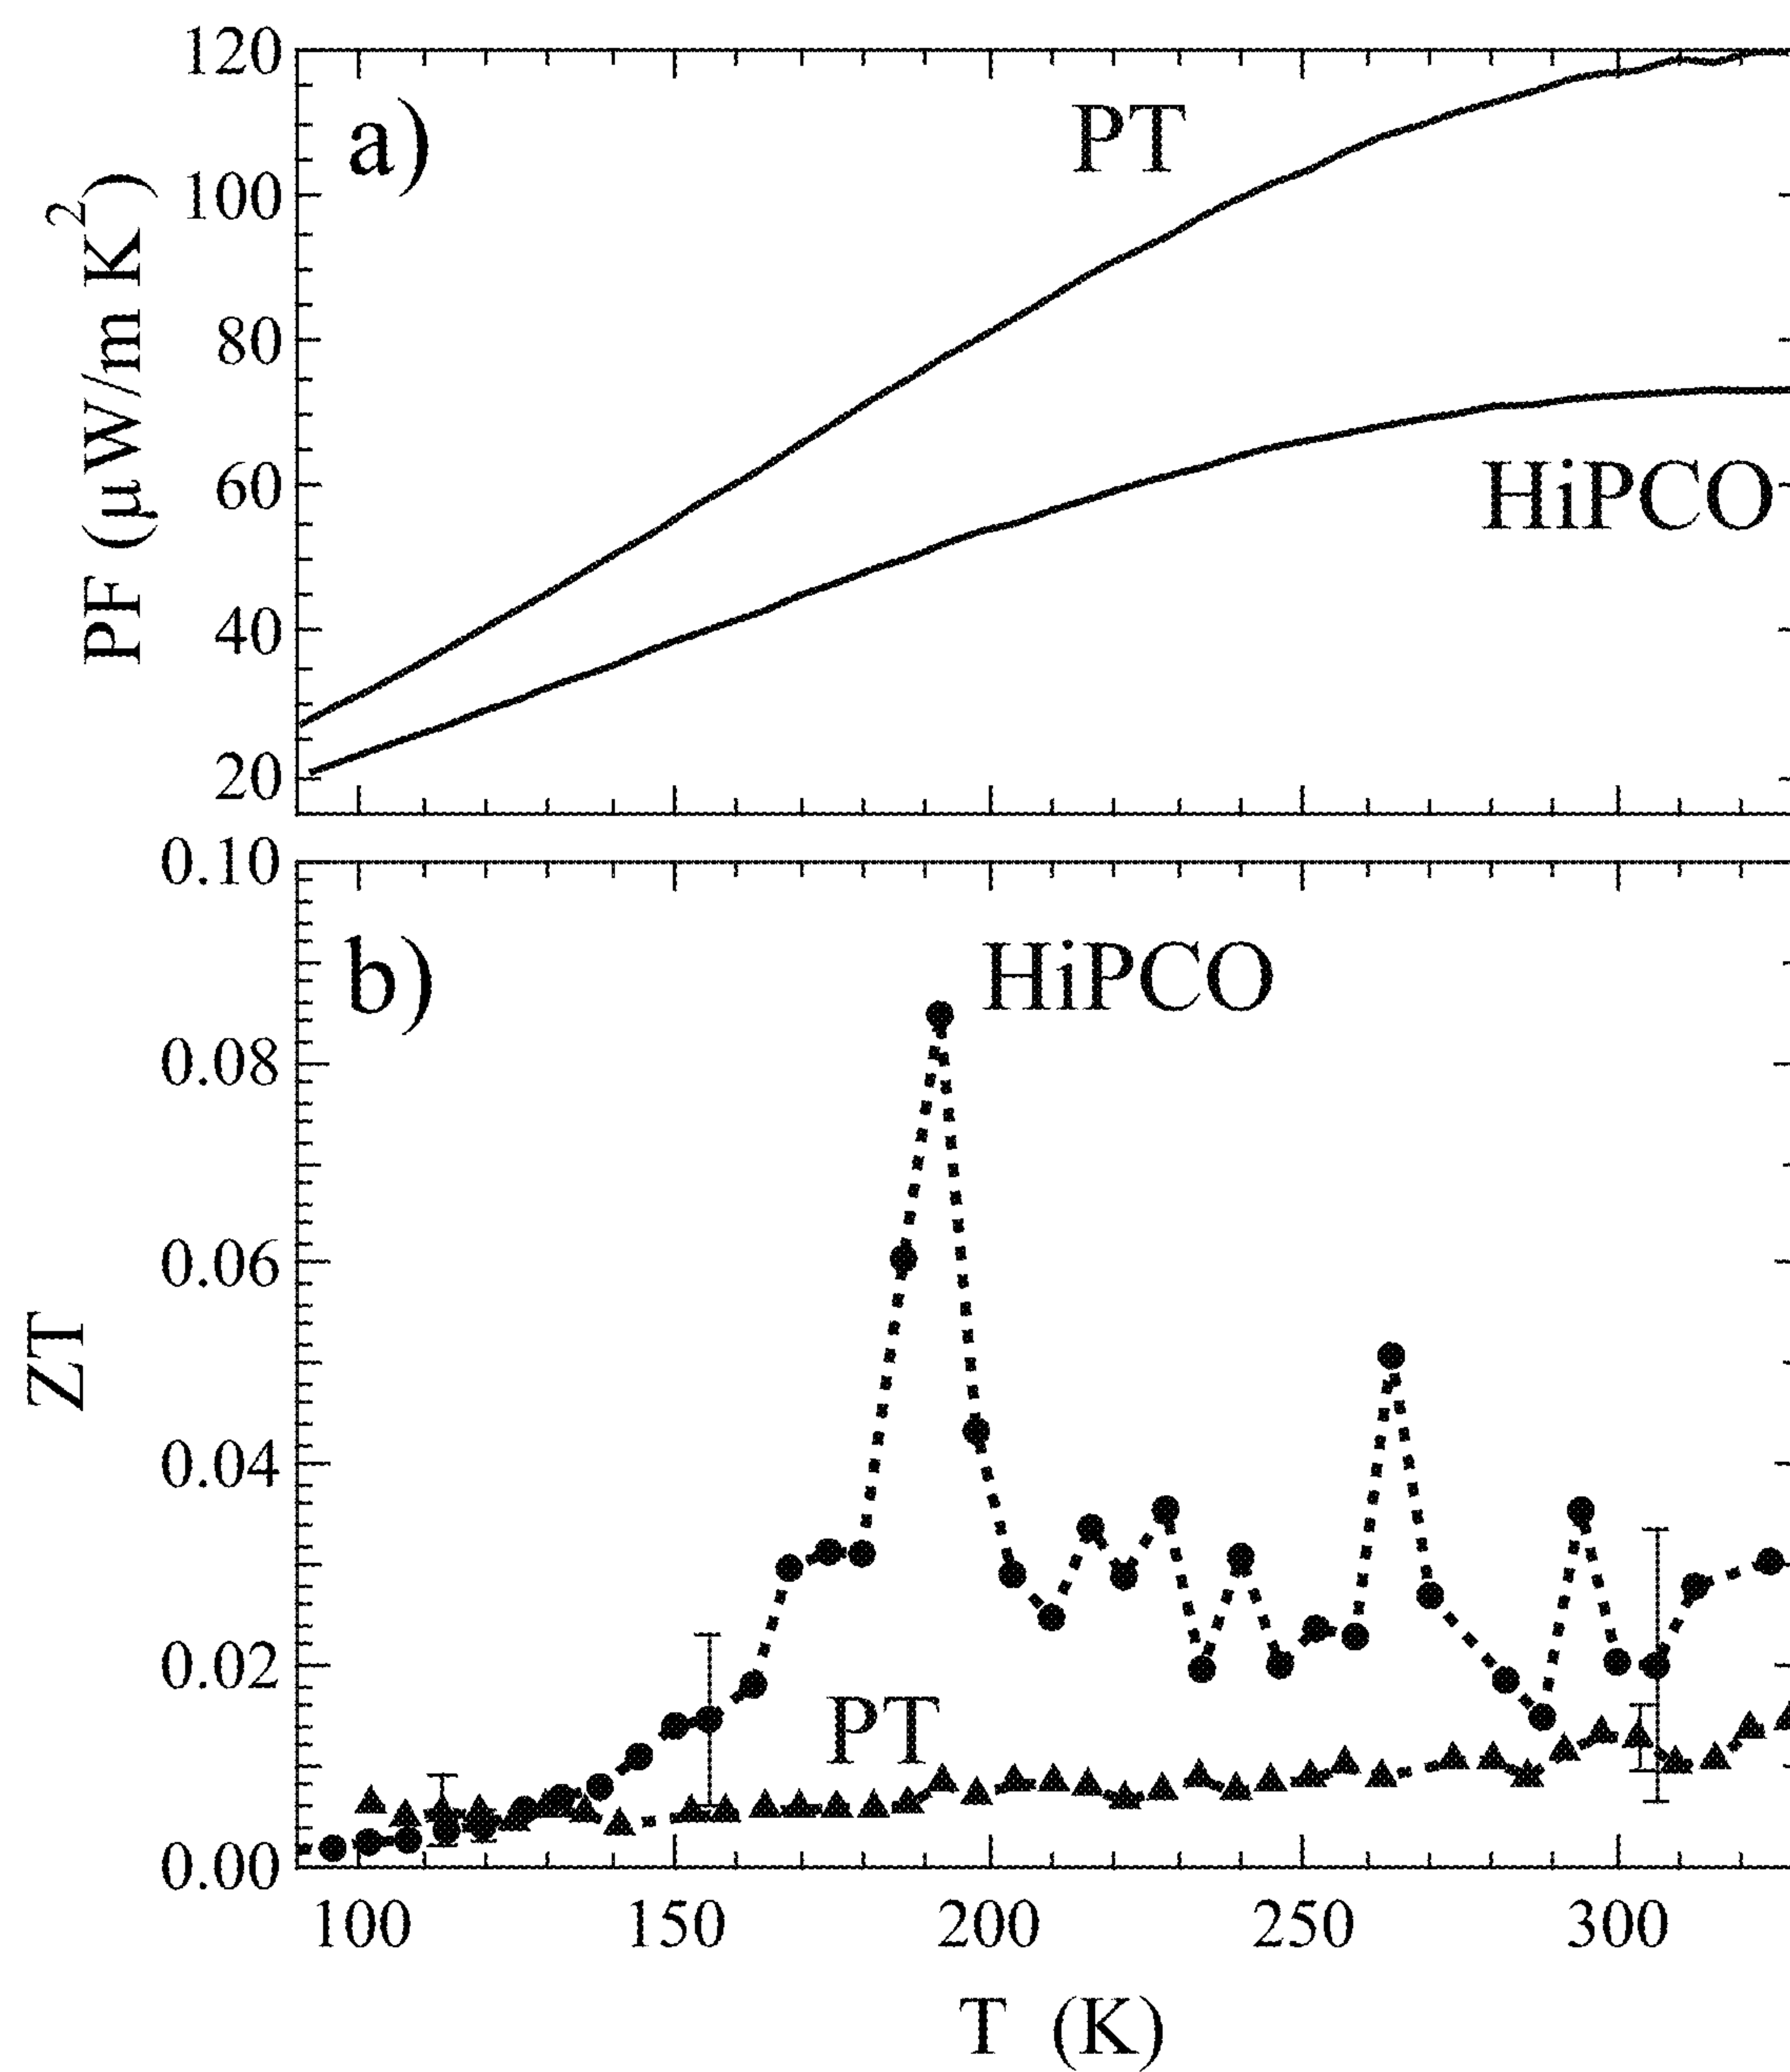 120
a)
PT
100
80
60
HiPCO
40
20
PF (μW/m K²)
0.10
b)
HiPCO
0.08
0.06
0.04
0.02
PT
0.00
ZT
100 150 200 250 300
T (K)